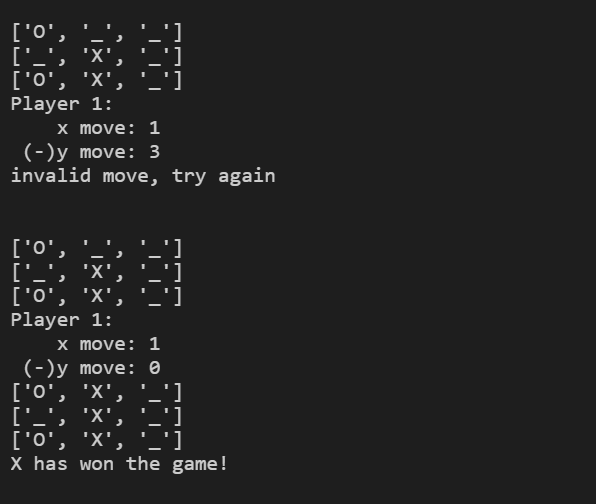 ['O', '_', '_']
['_', 'X', '_']
['O', 'X', '_']
Player 1:
    x move: 1
 (-)y move: 3
invalid move, try again
['O', '_', '_']
['_', 'X', '_']
['O', 'X', '_']
Player 1:
    x move: 1
 (-)y move: 0
['O', 'X', '_']
['_', 'X', '_']
['O', 'X', '_']
X has won the game!